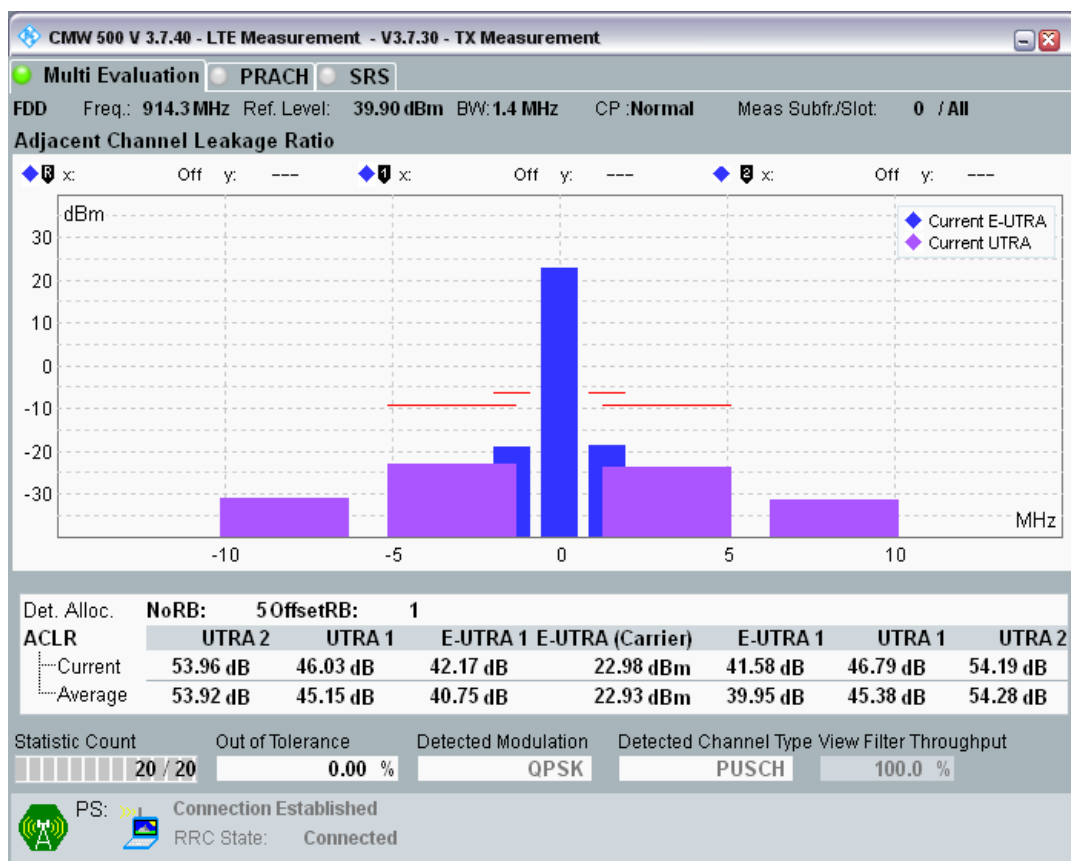 CMW 500 V 3.7.40 - LTE Measurement - V3.7.30 - TX Measurement
Multi Evaluation PRACH SRS
FDD Freq.: 914.3 MHz Ref. Level: 39.90 dBm BW: 1.4 MHz CP :Normal Meas Subfr./Slot: 0 / All
Adjacent Channel Leakage Ratio
R x: Off y: --- 1 x: Off y: --- 2 x: Off y: ---
dBm
Current E-UTRA
Current UTRA
30
20
10
0
-10
-20
-30
MHz
-10 -5 0 5 10
Det. Alloc. NoRB: 5 OffsetRB: 1
ACLR UTRA 2 UTRA 1 E-UTRA 1 E-UTRA (Carrier) E-UTRA 1 UTRA 1 UTRA 2
Current 53.96 dB 46.03 dB 42.17 dB 22.98 dBm 41.58 dB 46.79 dB 54.19 dB
Average 53.92 dB 45.15 dB 40.75 dB 22.93 dBm 39.95 dB 45.38 dB 54.28 dB
Statistic Count Out of Tolerance Detected Modulation Detected Channel Type View Filter Throughput
20 / 20 0.00 % QPSK PUSCH 100.0 %
PS: Connection Established
RRC State: Connected